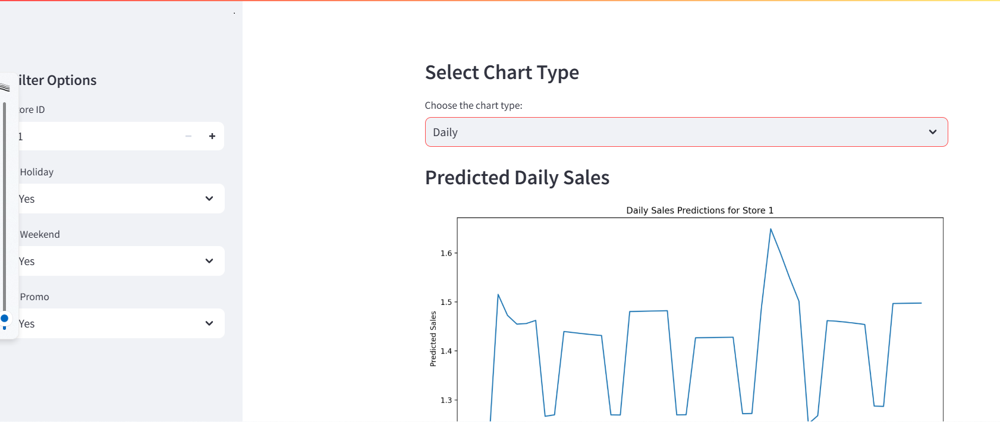 ilter Options
ore ID
1
Holiday
Yes
Weekend
Yes
Promo
Yes
Select Chart Type
Choose the chart type:
Daily
Predicted Daily Sales
Daily Sales Predictions for Store 1
1.6
1.5
1.4
1.3
Predicted Sales